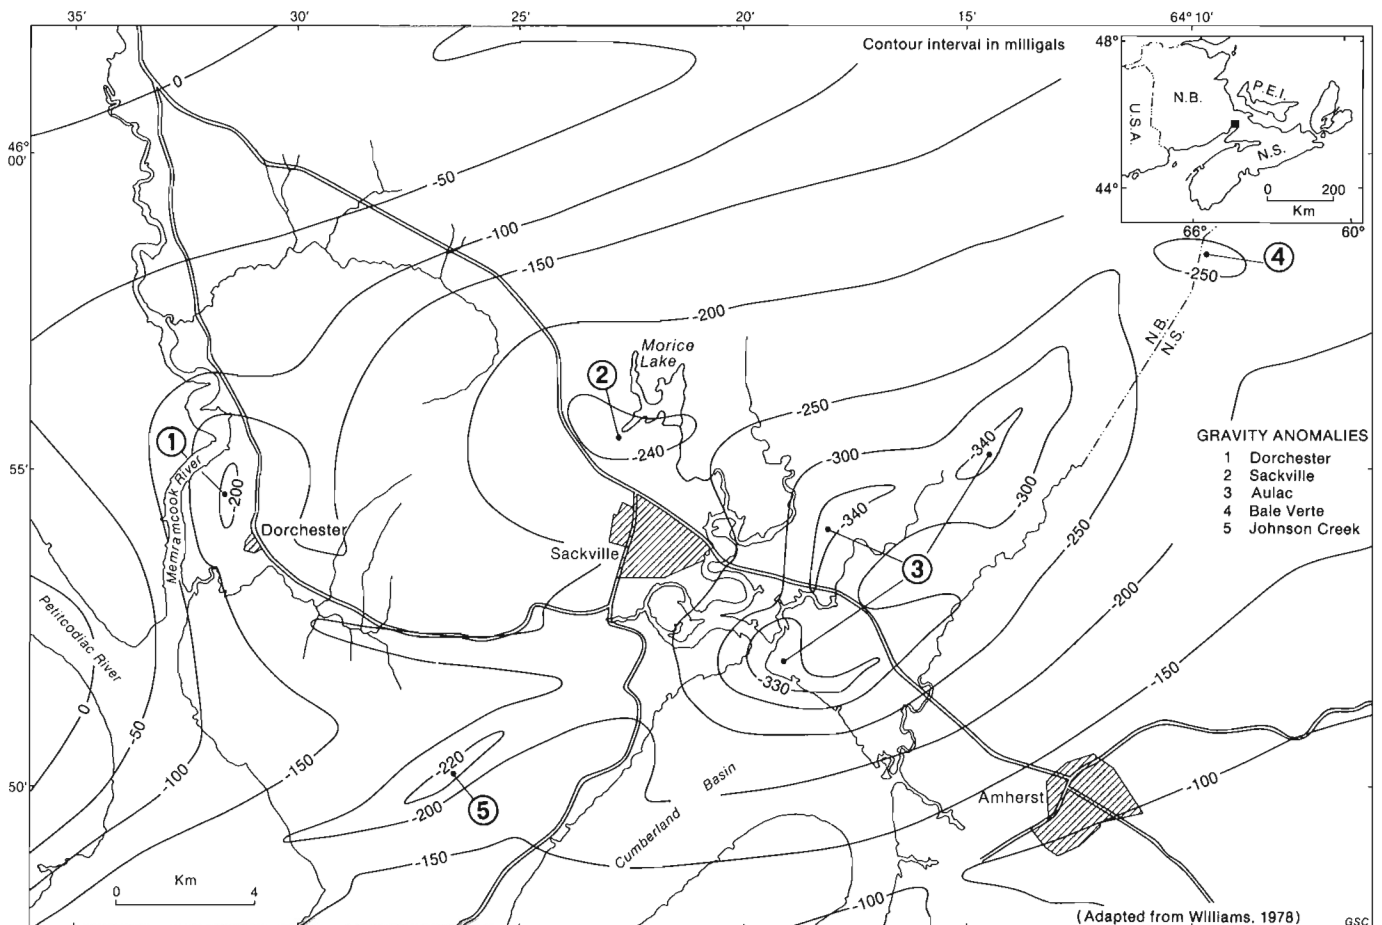 35'
30'
25'
20'
15'
64° 10'
Contour interval in milligals
48°
N.B.
P.E.I.
U.S.A.
N.S.
44°
0 200
Km
66°
60°
0
46°
00'
-50
-100
-150
-200
4
-250
N.B.
N.S.
Morice
Lake
2
-250
-240
1
-200
Memramcook River
Dorchester
55'
Sackville
-300
-340
-340
-300
-250
3
GRAVITY ANOMALIES
1 Dorchester
2 Sackville
3 Aulac
4 Bale Verte
5 Johnson Creek
Petitcodiac River
0
-50
-100
-150
-330
-200
-150
-220
-200
5
50'
Basin
Cumberland
Amherst
-100
-150
-100
Km
0 4
(Adapted from Williams, 1978)
GSC